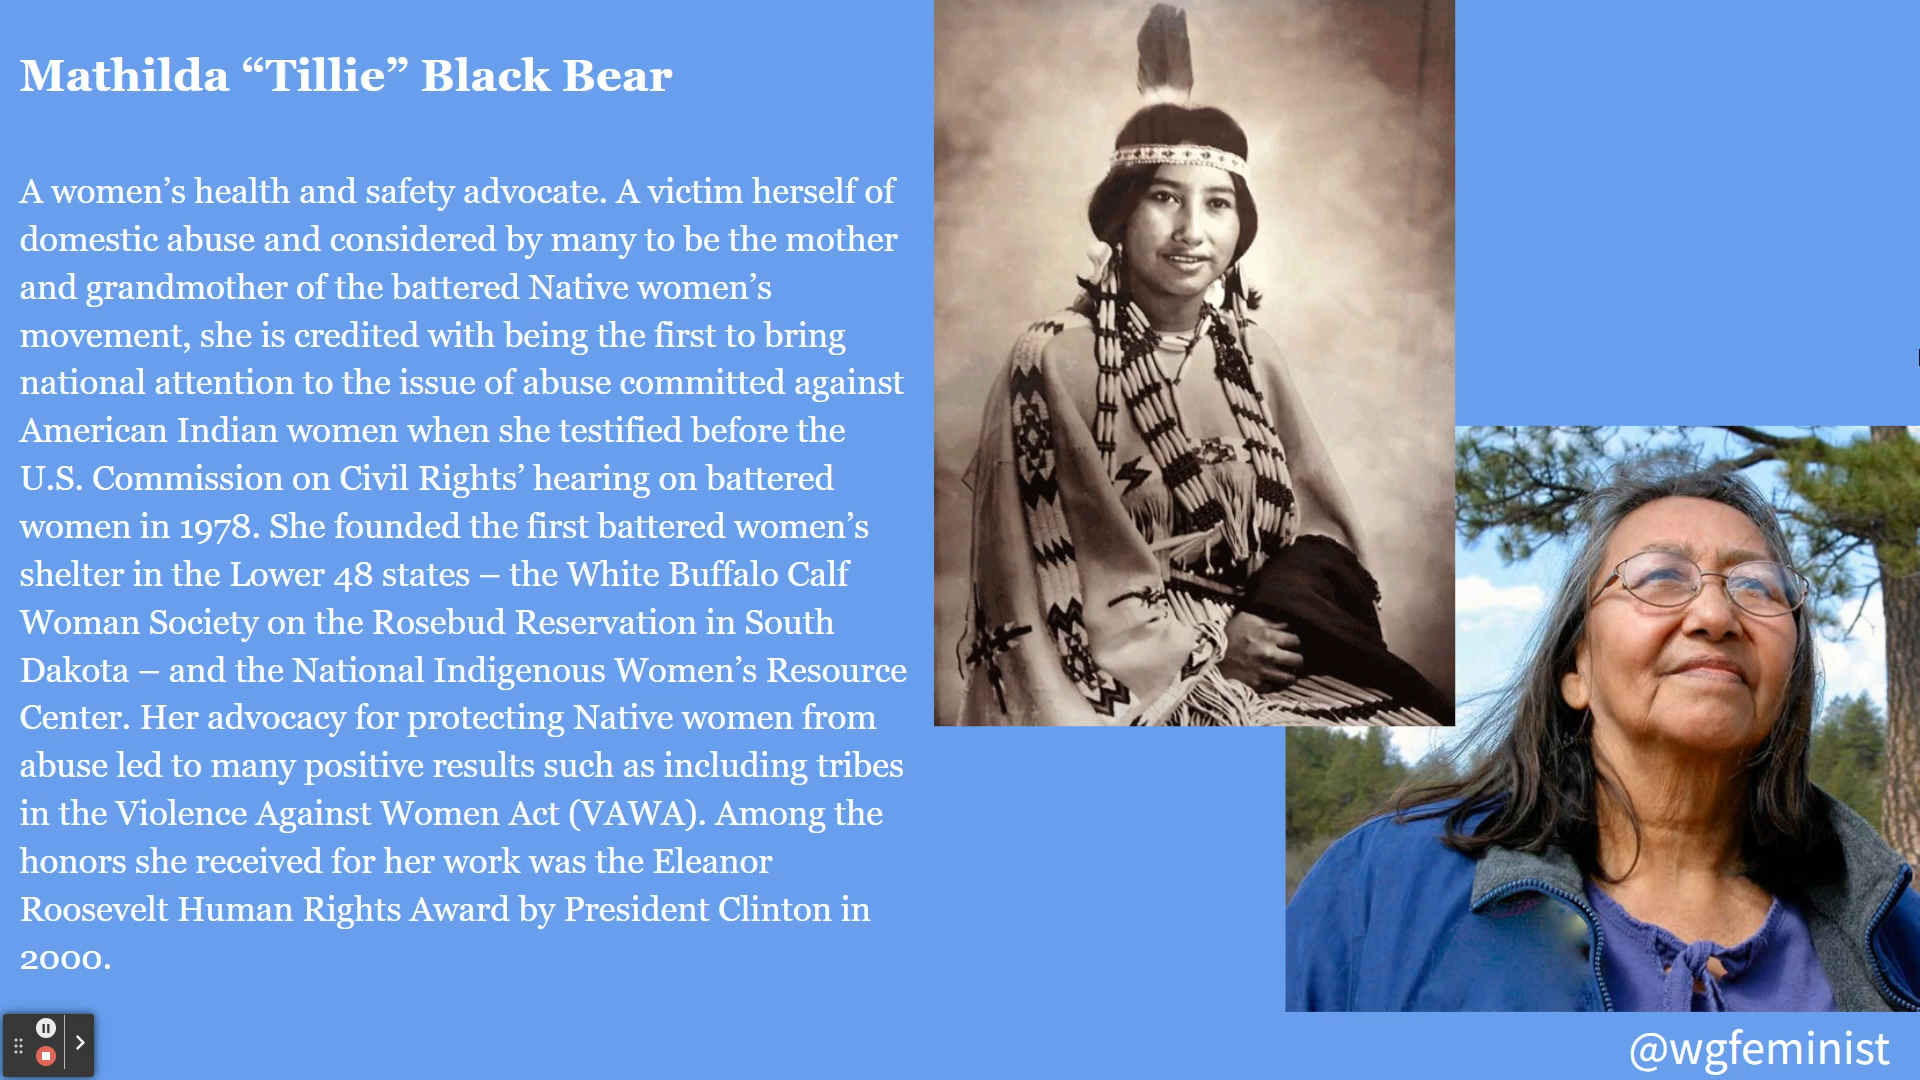 Mathilda “Tillie” Black Bear
A women’s health and safety advocate. A victim herself of
domestic abuse and considered by many to be the mother
and grandmother of the battered Native women’s
movement, she is credited with being the first to bring
national attention to the issue of abuse committed against
American Indian women when she testified before the
U.S. Commission on Civil Rights’ hearing on battered
women in 1978. She founded the first battered women’s
shelter in the Lower 48 states – the White Buffalo Calf
Woman Society on the Rosebud Reservation in South
Dakota – and the National Indigenous Women’s Resource
Center. Her advocacy for protecting Native women from
abuse led to many positive results such as including tribes
in the Violence Against Women Act (VAWA). Among the
honors she received for her work was the Eleanor
Roosevelt Human Rights Award by President Clinton in
2000.
@wgfeminist